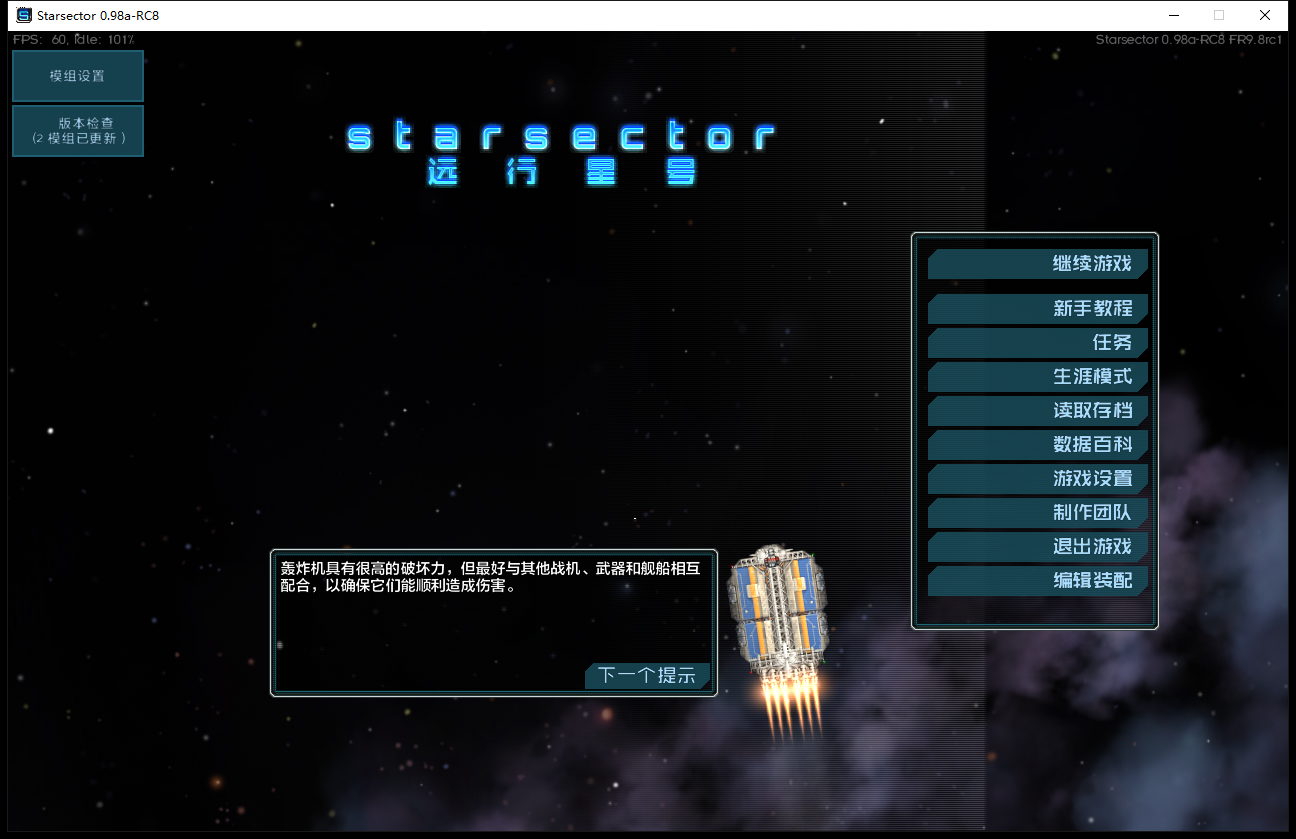 Starsector 0.98a-RC8
FPS: 60, Idle: 101%
Starsector 0.98a-RC8 FR9.8rc1
模组设置
版本检查
(2 模组已更新 )
starsector
远行星号
继续游戏
新手教程
任务
生涯模式
读取存档
数据百科
游戏设置
制作团队
退出游戏
编辑装配
轰炸机具有很高的破坏力，但最好与其他战机、武器和舰船相互
配合，以确保它们能顺利造成伤害。
下一个提示